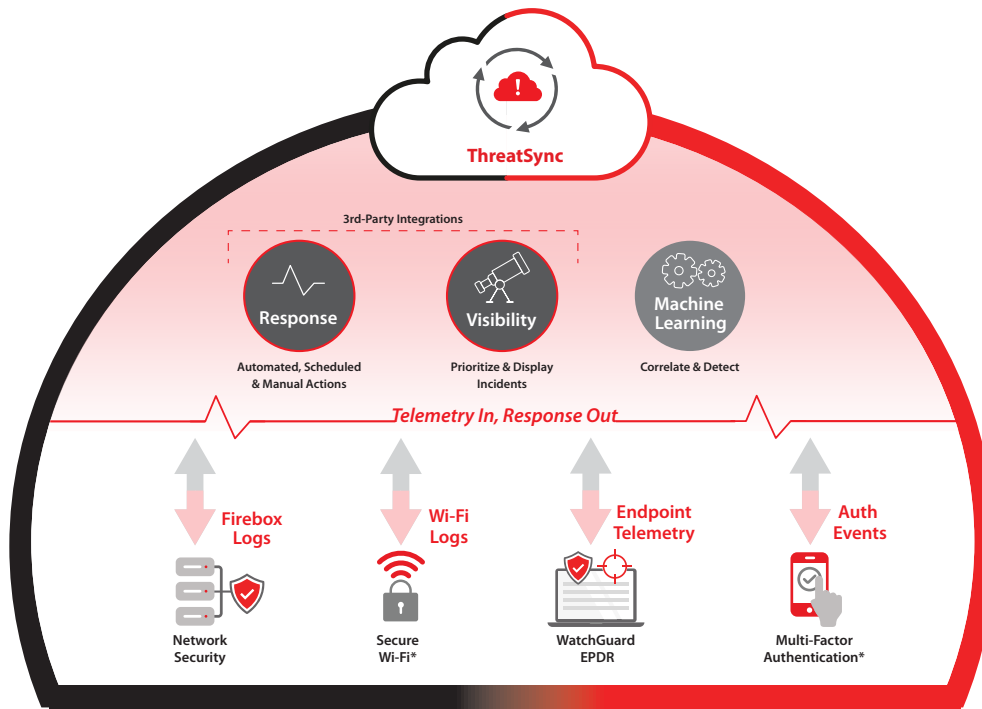 ThreatSync
3rd-Party Integrations
Response
Visibility
Machine
Learning
Automated, Scheduled
& Manual Actions
Prioritize & Display
Incidents
Correlate & Detect
Telemetry In, Response Out
Firebox
Logs
Wi-Fi
Logs
Endpoint
Telemetry
Auth
Events
Network
Security
Secure
Wi-Fi*
WatchGuard
EPDR
Multi-Factor
Authentication*